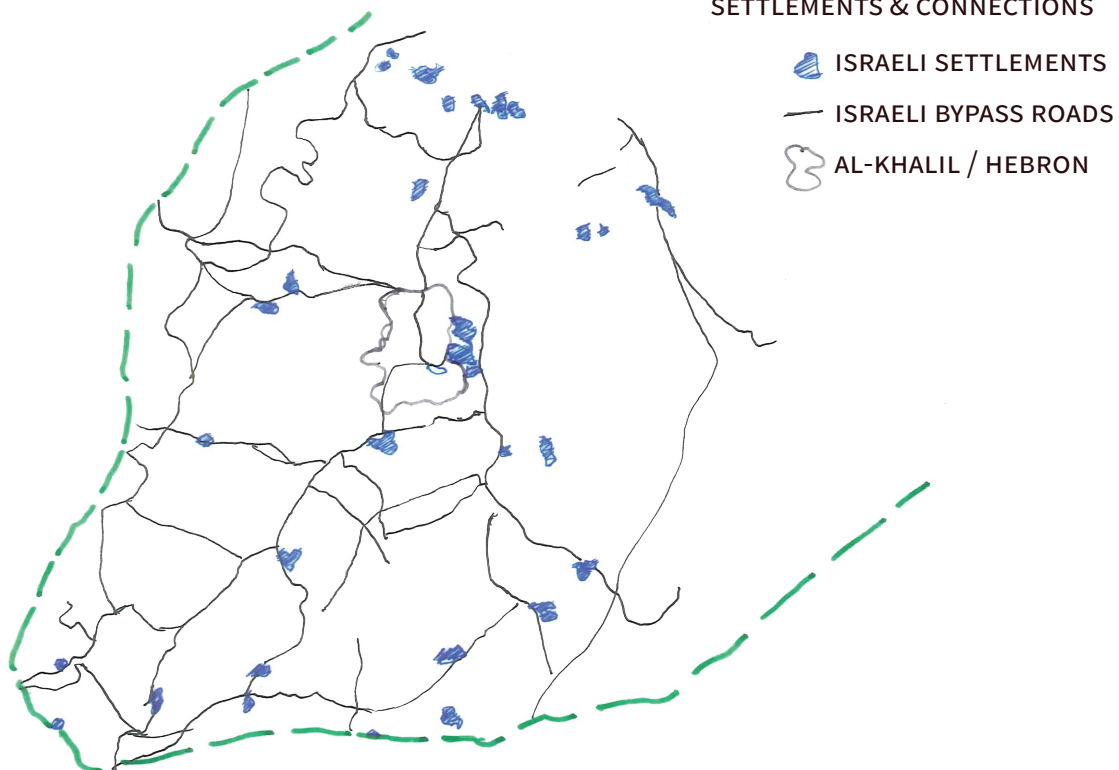 SETTLEMENTS & CONNECTIONS
ISRAELI SETTLEMENTS
ISRAELI BYPASS ROADS
AL-KHALIL / HEBRON